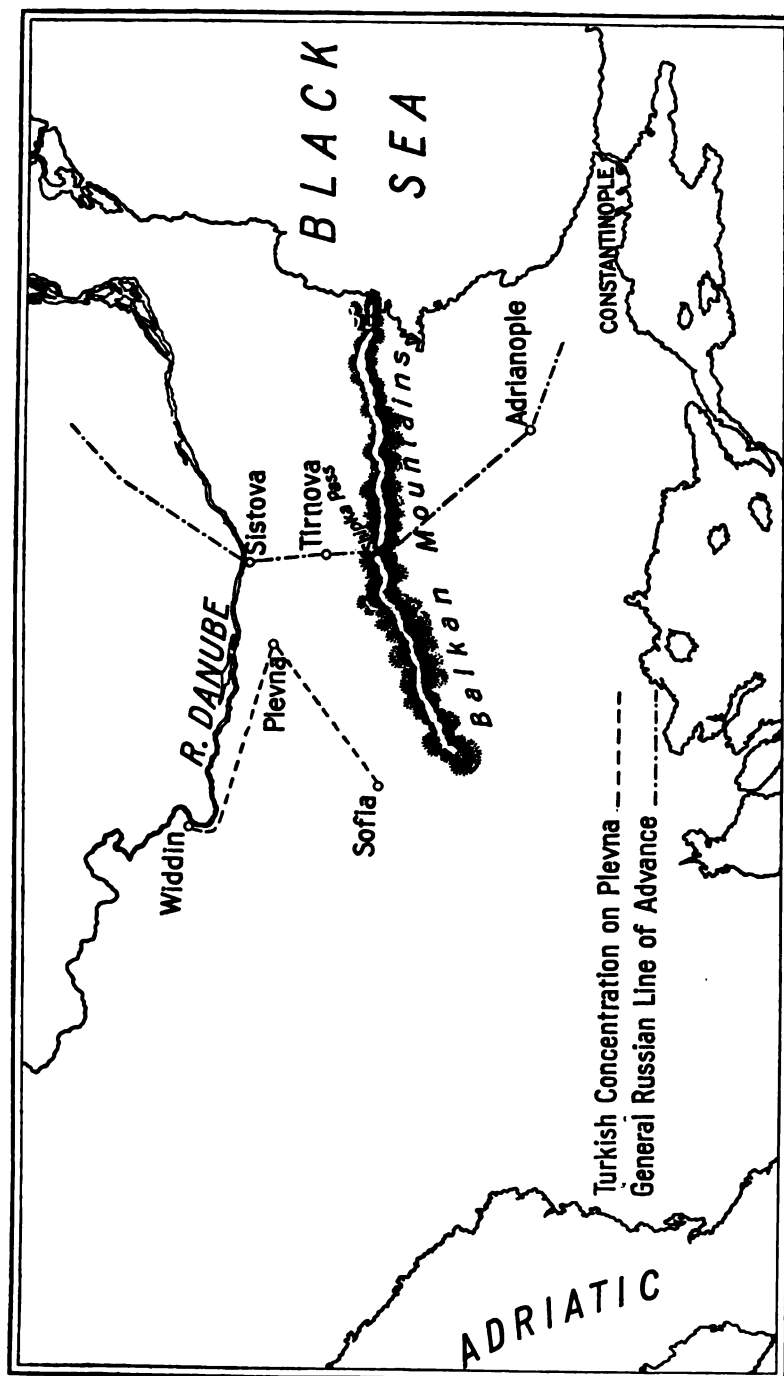 BLACK
SEA
R. DANUBE
Widdin
Sistova
Plevna
Tirnova
Shipka Pass
Sofia
Balkan Mountains
Adrianople
CONSTANTINOPLE
Turkish Concentration on Plevna
General Russian Line of Advance
ADRIATIC